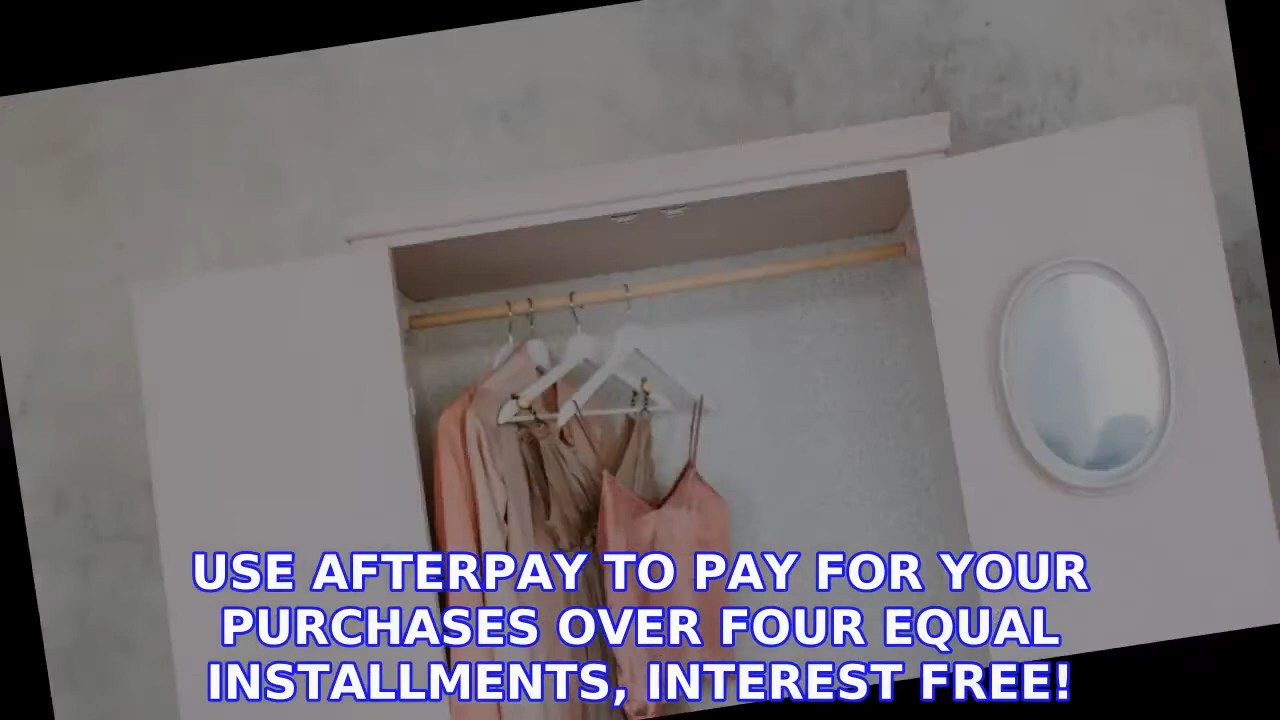 USE AFTERPAY TO PAY FOR YOUR
PURCHASES OVER FOUR EQUAL
INSTALLMENTS, INTEREST FREE!